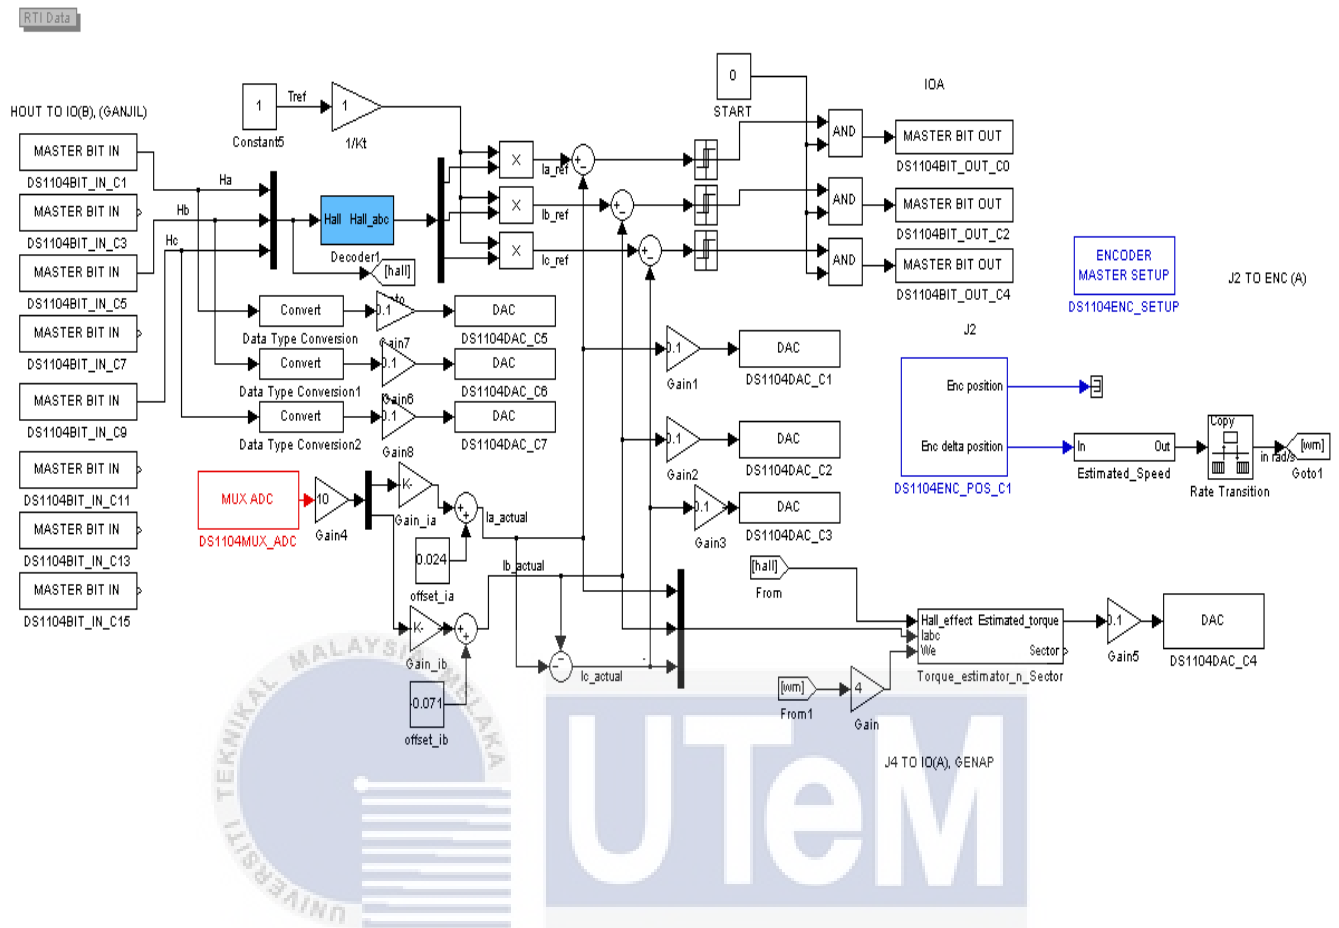 RTI Data
HOUT TO IO(B), (GANJIL)
MASTER BIT IN
DS1104BIT_IN_C1
MASTER BIT IN
DS1104BIT_IN_C3
MASTER BIT IN
DS1104BIT_IN_C5
MASTER BIT IN
DS1104BIT_IN_C7
MASTER BIT IN
DS1104BIT_IN_C9
MASTER BIT IN
DS1104BIT_IN_C11
MASTER BIT IN
DS1104BIT_IN_C13
MASTER BIT IN
DS1104BIT_IN_C15
Ha
Hb
Hc
1
Constant5
Tref
1
1/Kt
Hall Hall_abc
Decoder1
[hall]
Convert
Data Type Conversion
0.1
Gain7
DAC
DS1104DAC_C5
Convert
Data Type Conversion1
0.1
Gain6
DAC
DS1104DAC_C6
Convert
Data Type Conversion2
0.1
Gain8
DAC
DS1104DAC_C7
MUX ADC
DS1104MUX_ADC
10
Gain4
K-
Gain_ia
0.024
offset_ia
Ia_actual
K-
Gain_ib
-0.071
offset_ib
Ib_actual
Ic_actual
X
Ia_ref
X
Ib_ref
X
Ic_ref
0
START
IOA
AND
MASTER BIT OUT
DS1104BIT_OUT_C0
AND
MASTER BIT OUT
DS1104BIT_OUT_C2
AND
MASTER BIT OUT
DS1104BIT_OUT_C4
0.1
Gain1
DAC
DS1104DAC_C1
0.1
Gain2
DAC
DS1104DAC_C2
0.1
Gain3
DAC
DS1104DAC_C3
ENCODER
MASTER SETUP
DS1104ENC_SETUP
J2 TO ENC (A)
J2
Enc position
Enc delta position
DS1104ENC_POS_C1
In Out
Estimated_Speed
Copy
Rate Transition
in rad/s
[wm]
Goto1
[hall]
From
[wm]
From1
4
Gain
Hall_effect Estimated_torque
Iabc
We
Sector
Torque_estimator_n_Sector
0.1
Gain5
DAC
DS1104DAC_C4
J4 TO IO(A), GENAP
UNIVERSITI TEKNIKAL MALAYSIA MELAKA
UTeM